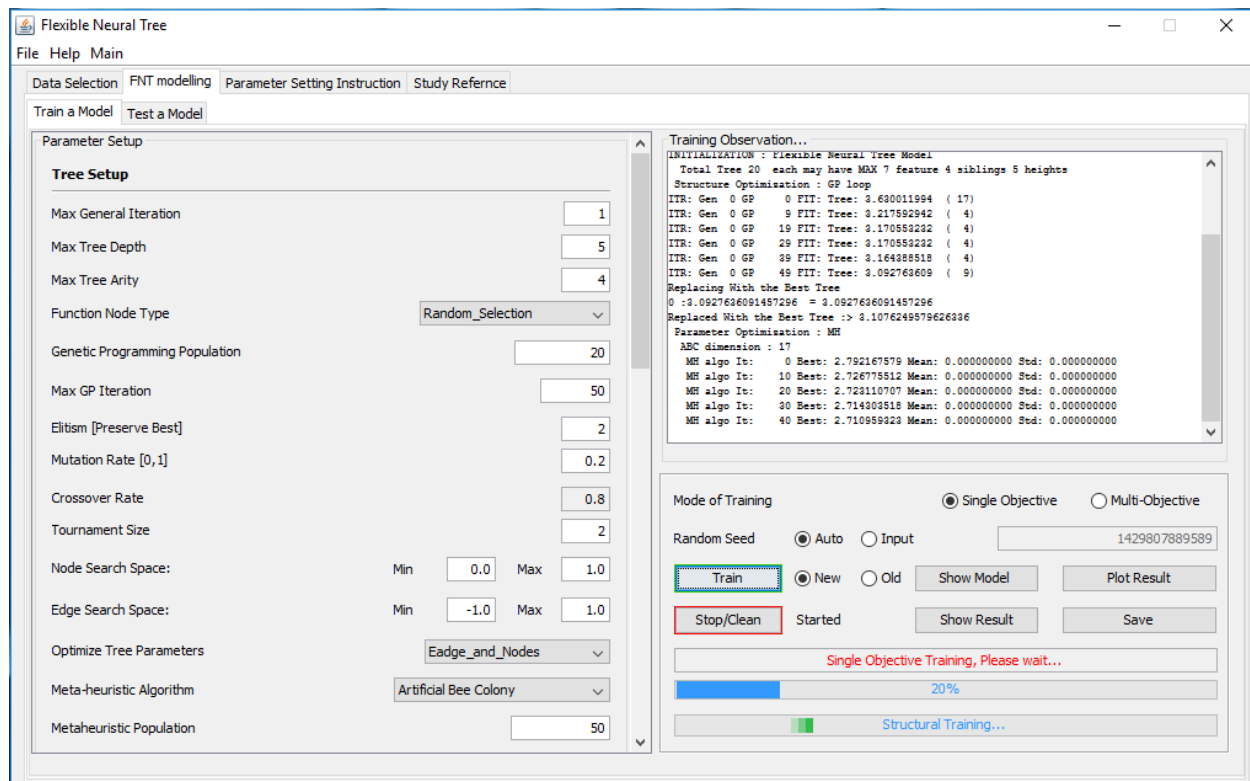 Flexible Neural Tree
File Help Main
Data Selection FNT modelling Parameter Setting Instruction Study Refernce
Train a Model Test a Model
Parameter Setup
Tree Setup
Max General Iteration 1
Max Tree Depth 5
Max Tree Arity 4
Function Node Type Random_Selection
Genetic Programming Population 20
Max GP Iteration 50
Elitism [Preserve Best] 2
Mutation Rate [0,1] 0.2
Crossover Rate 0.8
Tournament Size 2
Node Search Space: Min 0.0 Max 1.0
Edge Search Space: Min -1.0 Max 1.0
Optimize Tree Parameters Eadge_and_Nodes
Meta-heuristic Algorithm Artificial Bee Colony
Metaheuristic Population 50
Training Observation...
INITIALIZATION : Flexible Neural Tree Model
Total Tree 20 each may have MAX 7 feature 4 siblings 5 heights
Structure Optimization : GP loop
ITR: Gen 0 GP 0 FIT: Tree: 3.630011994 ( 17)
ITR: Gen 0 GP 9 FIT: Tree: 3.217592942 ( 4)
ITR: Gen 0 GP 19 FIT: Tree: 3.170553232 ( 4)
ITR: Gen 0 GP 29 FIT: Tree: 3.170553232 ( 4)
ITR: Gen 0 GP 39 FIT: Tree: 3.164388518 ( 4)
ITR: Gen 0 GP 49 FIT: Tree: 3.092763609 ( 9)
Replacing With the Best Tree
0 :3.0927636091457296 = 3.0927636091457296
Replaced With the Best Tree :> 3.1076249579626336
Parameter Optimization : MH
ABC dimension : 17
MH algo It: 0 Best: 2.792167579 Mean: 0.000000000 Std: 0.000000000
MH algo It: 10 Best: 2.726775512 Mean: 0.000000000 Std: 0.000000000
MH algo It: 20 Best: 2.723110707 Mean: 0.000000000 Std: 0.000000000
MH algo It: 30 Best: 2.714303518 Mean: 0.000000000 Std: 0.000000000
MH algo It: 40 Best: 2.710959323 Mean: 0.000000000 Std: 0.000000000
Mode of Training Single Objective Multi-Objective
Random Seed Auto Input 1429807889589
Train New Old Show Model Plot Result
Stop/Clean Started Show Result Save
Single Objective Training, Please wait...
20%
Structural Training...